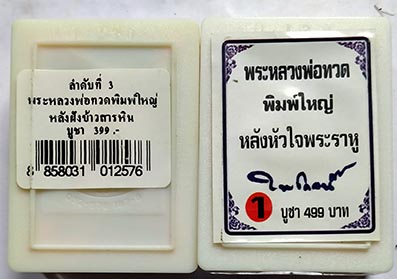 ลำดับที่ 3
พระหลวงพ่อทวดพิมพ์ใหญ่
หลังฝังข้าวสารหิน
บูชา 399.-
8 858031 012576
พระหลวงพ่อทวด
พิมพ์ใหญ่
หลังหัวใจพระราหู
1 บูชา 499 บาท